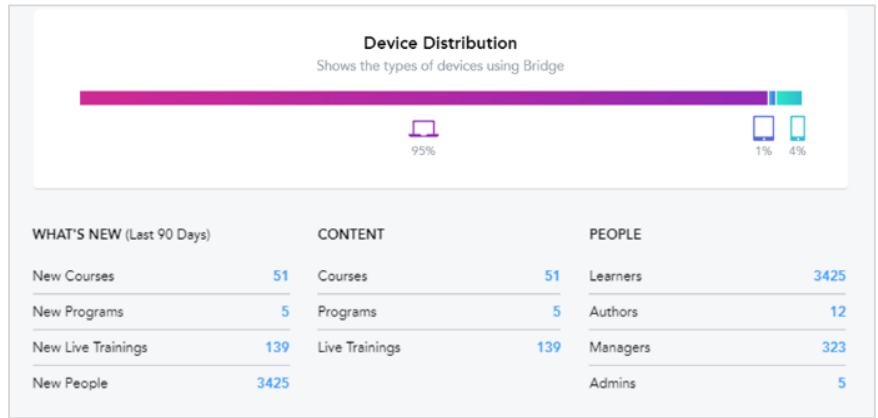 Device Distribution
Shows the types of devices using Bridge
95%
1%
4%
WHAT'S NEW (Last 90 Days)
New Courses 51
New Programs 5
New Live Trainings 139
New People 3425
CONTENT
Courses 51
Programs 5
Live Trainings 139
PEOPLE
Learners 3425
Authors 12
Managers 323
Admins 5